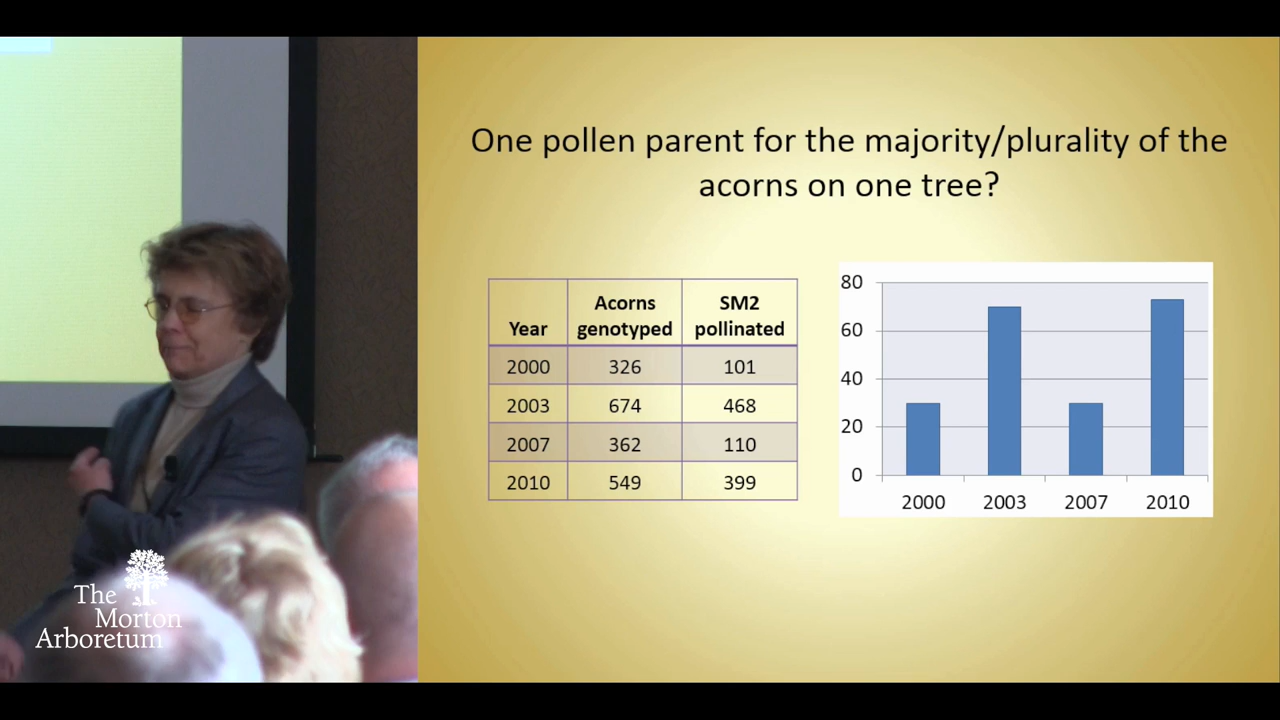 One pollen parent for the majority/plurality of the
acorns on one tree?
Year Acorns genotyped SM2 pollinated
2000 326 101
2003 674 468
2007 362 110
2010 549 399
80
60
40
20
0
2000 2003 2007 2010
The
Morton
Arboretum